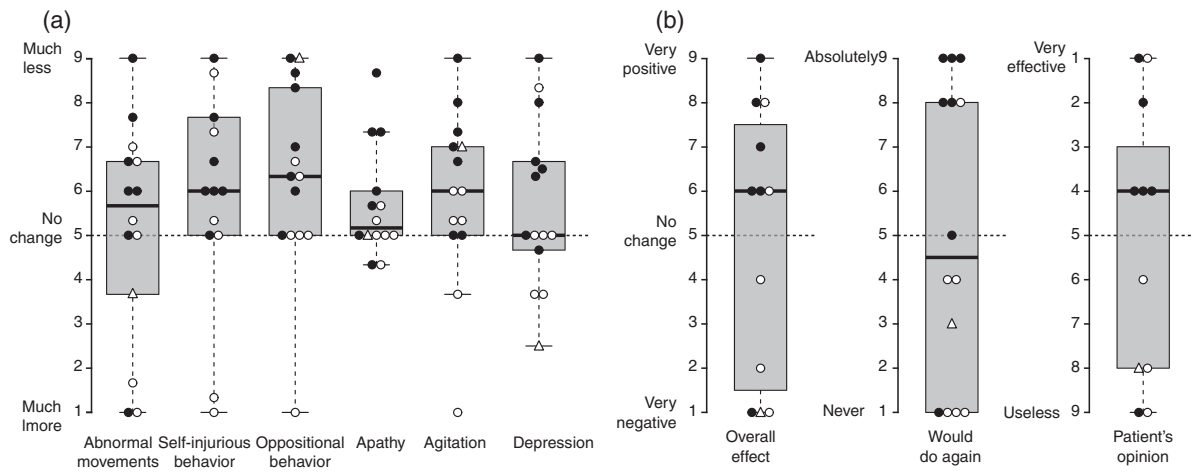 (a)
Much
less
9
8
7
6
No
change
5
4
3
2
Much
lmore
1
Abnormal
movements
Self-injurious
behavior
Oppositional
behavior
Apathy
Agitation
Depression
(b)
Very
positive
9
8
7
6
No
change
5
4
3
2
Very
negative
1
Overall
effect
Absolutely9
8
7
6
5
4
3
2
Never 1
Would
do again
Very
effective
1
2
3
4
5
6
7
8
Useless 9
Patient's
opinion